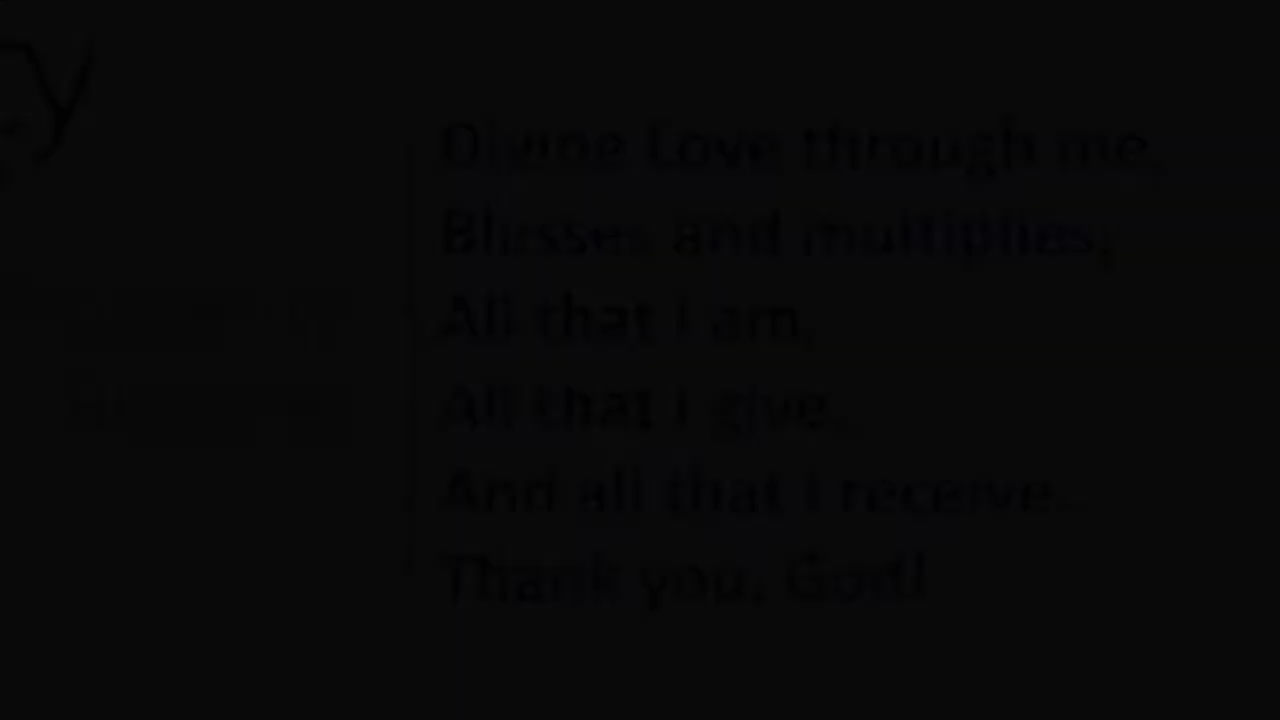 Divine Love through me,
Blesses and multiplies,
All that I am,
All that I give,
And all that I receive.
Thank you, God!